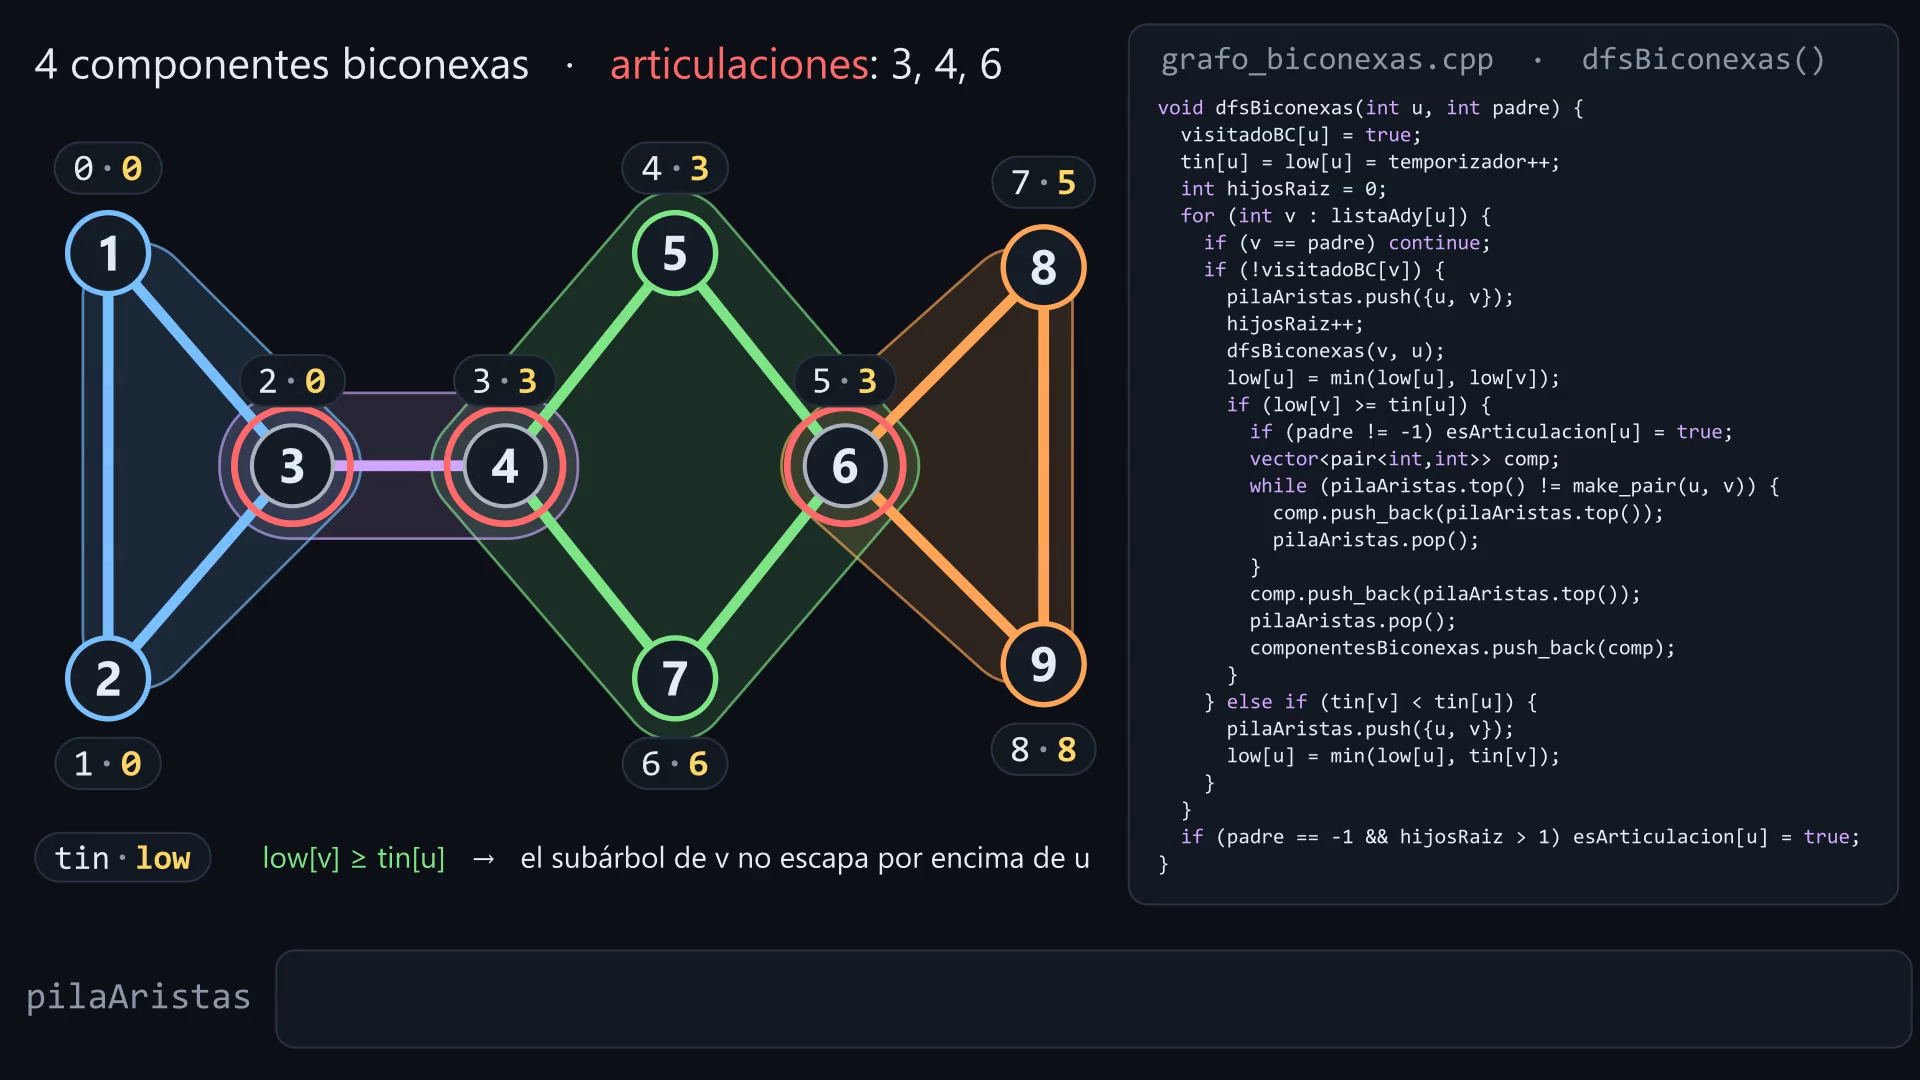 4 componentes biconexas · articulaciones: 3, 4, 6
0·0
4·3
7·5
1
5
8
2·0
3·3
5·3
3
4
6
2
7
9
1·0
6·6
8·8
tin·low
low[v] ≥ tin[u] → el subárbol de v no escapa por encima de u
grafo_biconexas.cpp · dfsBiconexas()
void dfsBiconexas(int u, int padre) {
  visitadoBC[u] = true;
  tin[u] = low[u] = temporizador++;
  int hijosRaiz = 0;
  for (int v : listaAdy[u]) {
    if (v == padre) continue;
    if (!visitadoBC[v]) {
      pilaAristas.push({u, v});
      hijosRaiz++;
      dfsBiconexas(v, u);
      low[u] = min(low[u], low[v]);
      if (low[v] >= tin[u]) {
        if (padre != -1) esArticulacion[u] = true;
        vector<pair<int,int>> comp;
        while (pilaAristas.top() != make_pair(u, v)) {
          comp.push_back(pilaAristas.top());
          pilaAristas.pop();
        }
        comp.push_back(pilaAristas.top());
        pilaAristas.pop();
        componentesBiconexas.push_back(comp);
      }
    } else if (tin[v] < tin[u]) {
      pilaAristas.push({u, v});
      low[u] = min(low[u], tin[v]);
    }
  }
  if (padre == -1 && hijosRaiz > 1) esArticulacion[u] = true;
}
pilaAristas